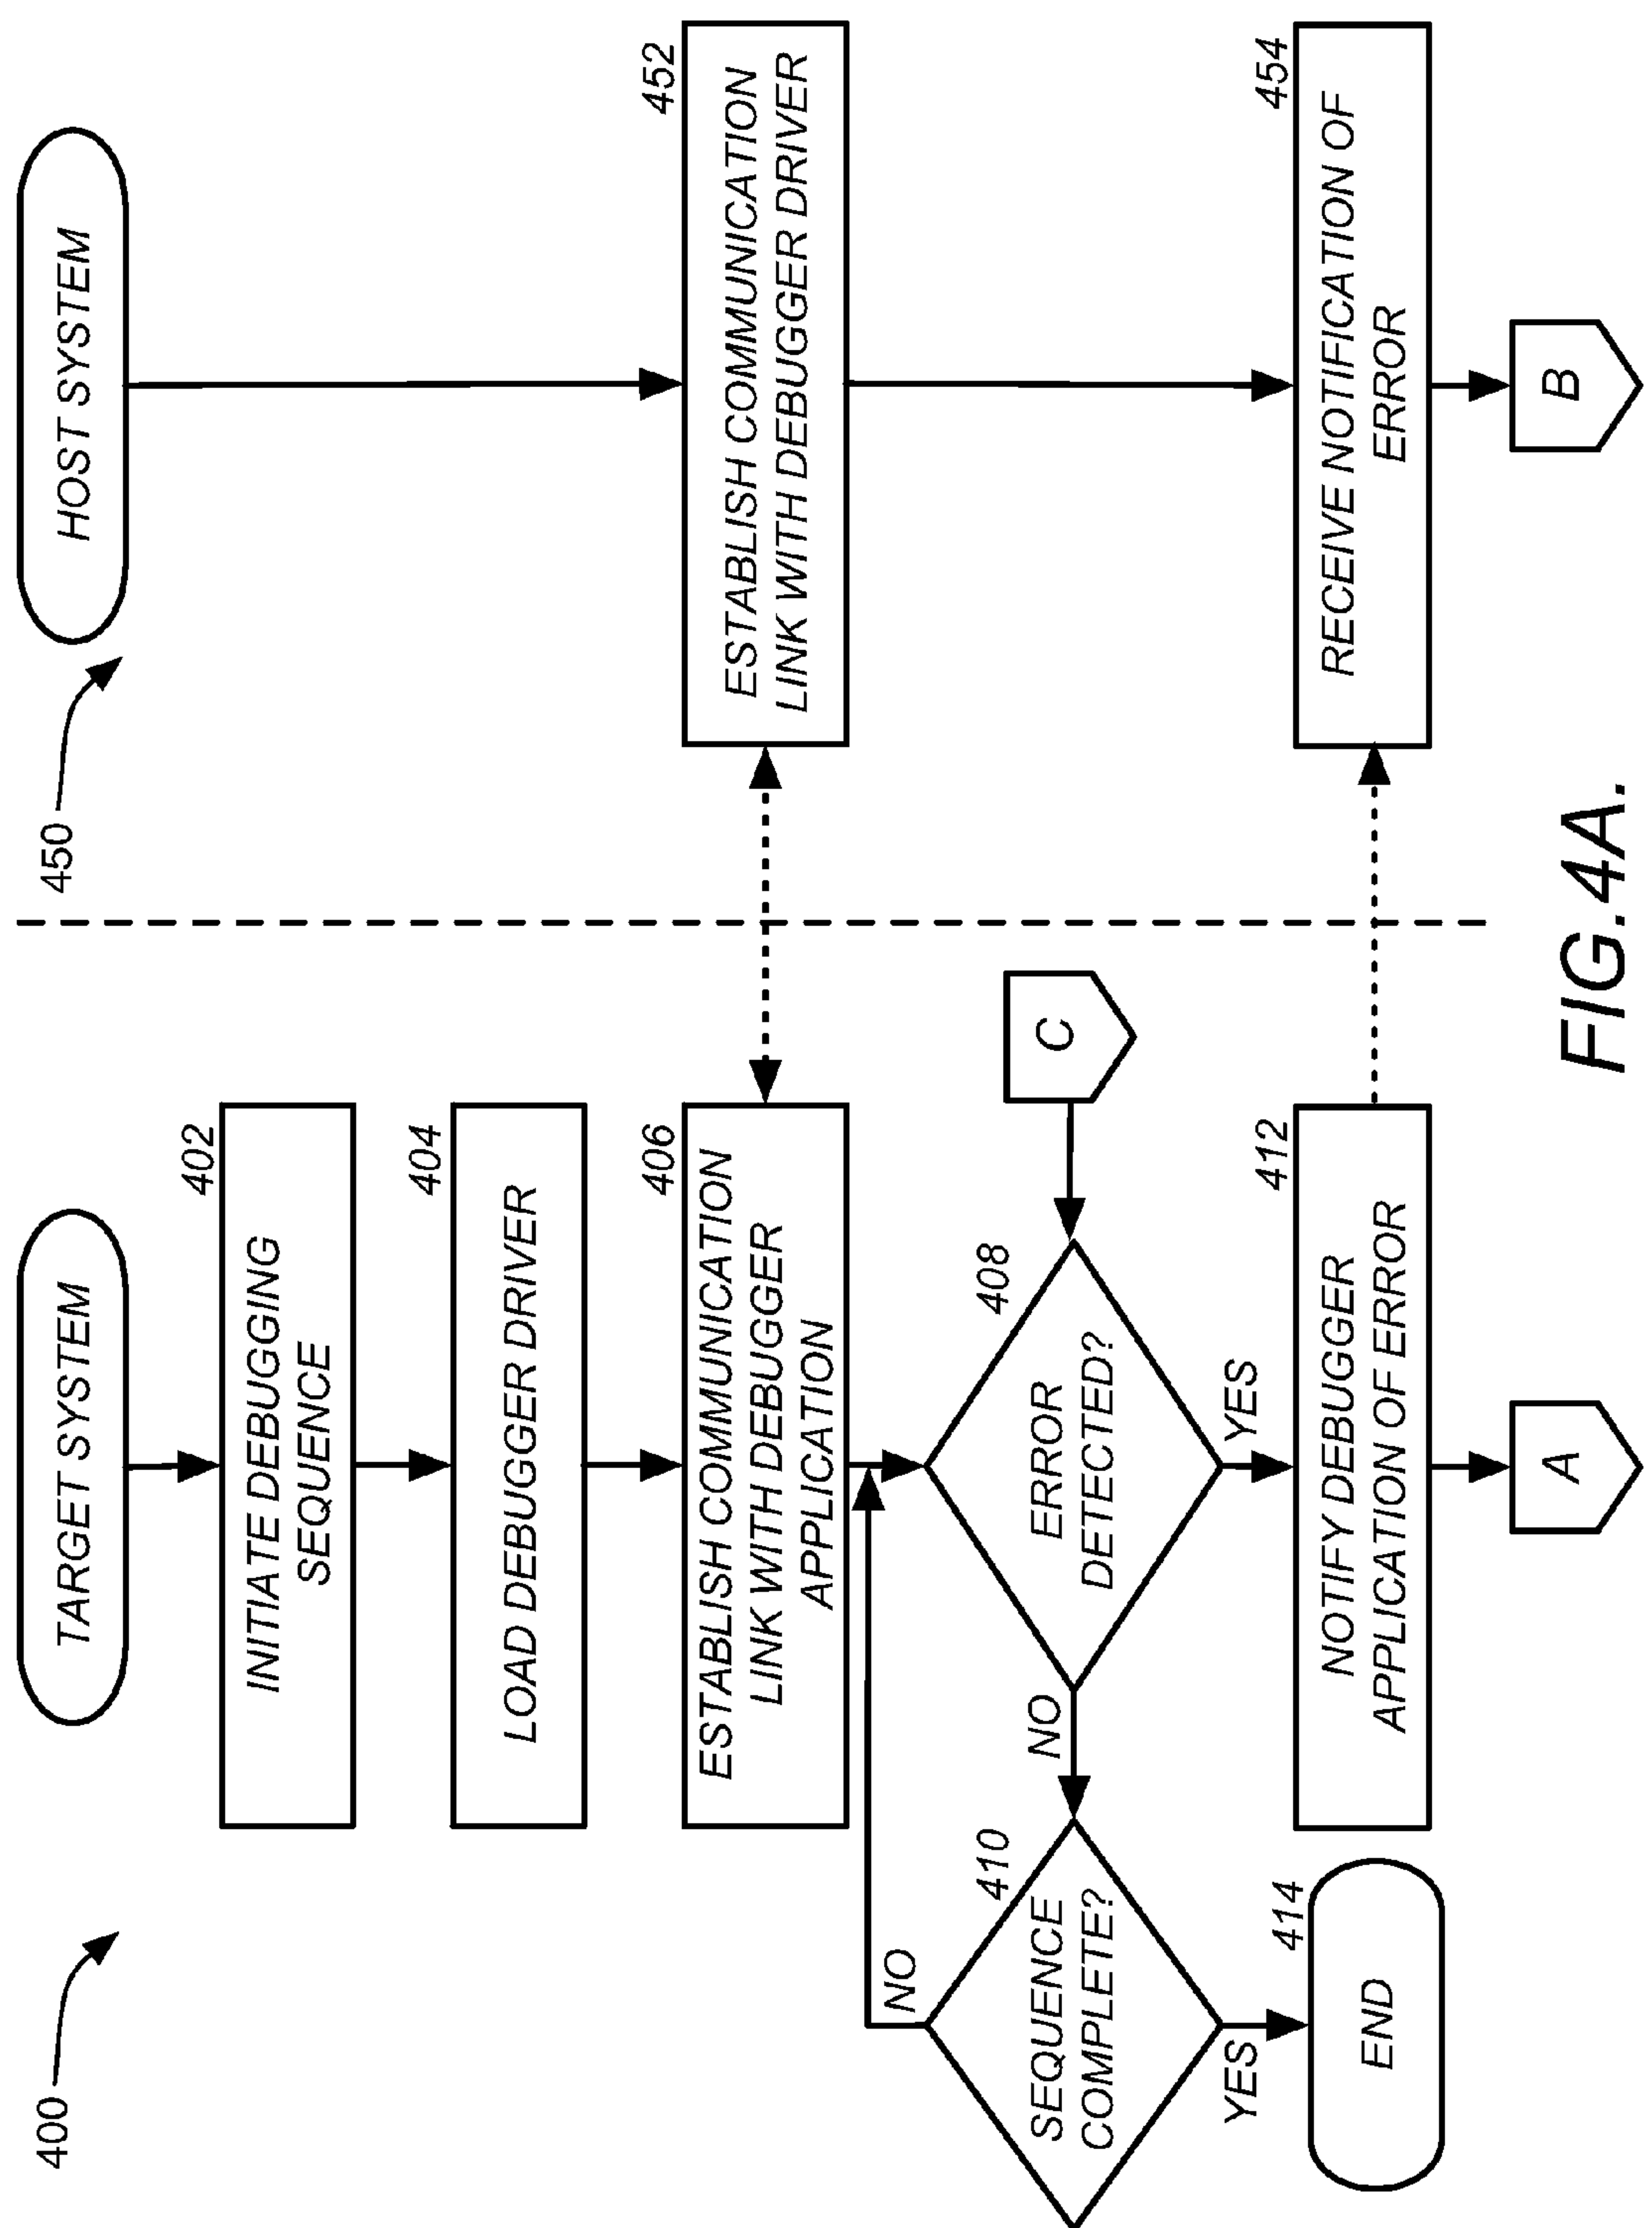 400
TARGET SYSTEM
402
INITIATE DEBUGGING
SEQUENCE
404
LOAD DEBUGGER DRIVER
406
ESTABLISH COMMUNICATION
LINK WITH DEBUGGER
APPLICATION
408
ERROR
DETECTED?
C
NO
YES
410
SEQUENCE
COMPLETE?
NO
YES
414
END
412
NOTIFY DEBUGGER
APPLICATION OF ERROR
A
450
HOST SYSTEM
452
ESTABLISH COMMUNICATION
LINK WITH DEBUGGER DRIVER
454
RECEIVE NOTIFICATION OF
ERROR
B
FIG.4A.